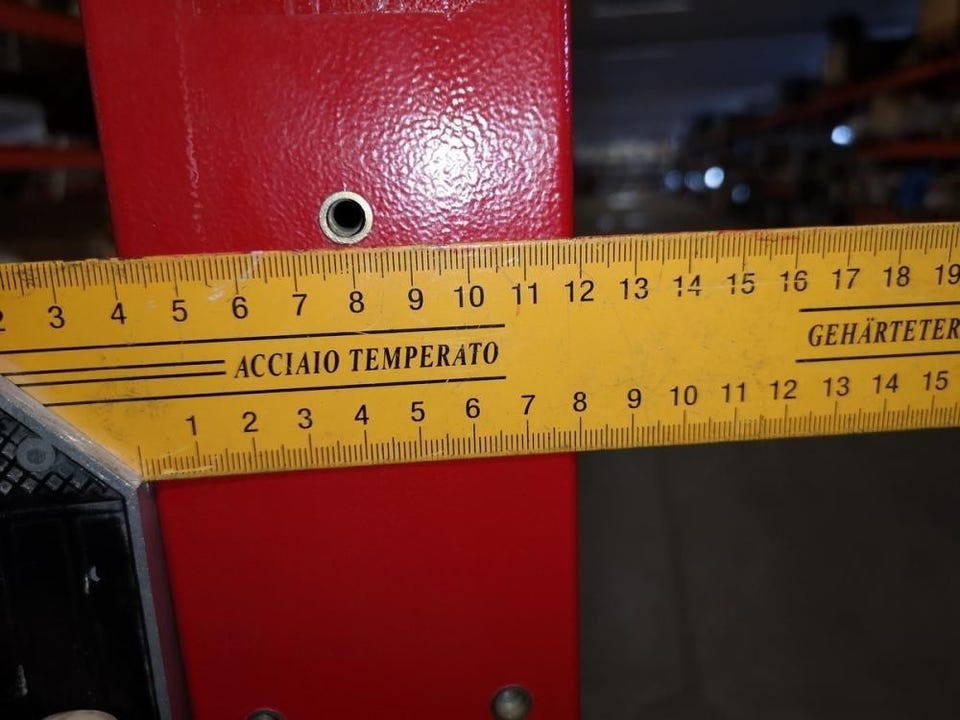 2 3 4 5 6 7 8 9 10 11 12 13 14 15 16 17 18 19
ACCIAIO TEMPERATO
GEHÄRTETER
1 2 3 4 5 6 7 8 9 10 11 12 13 14 15